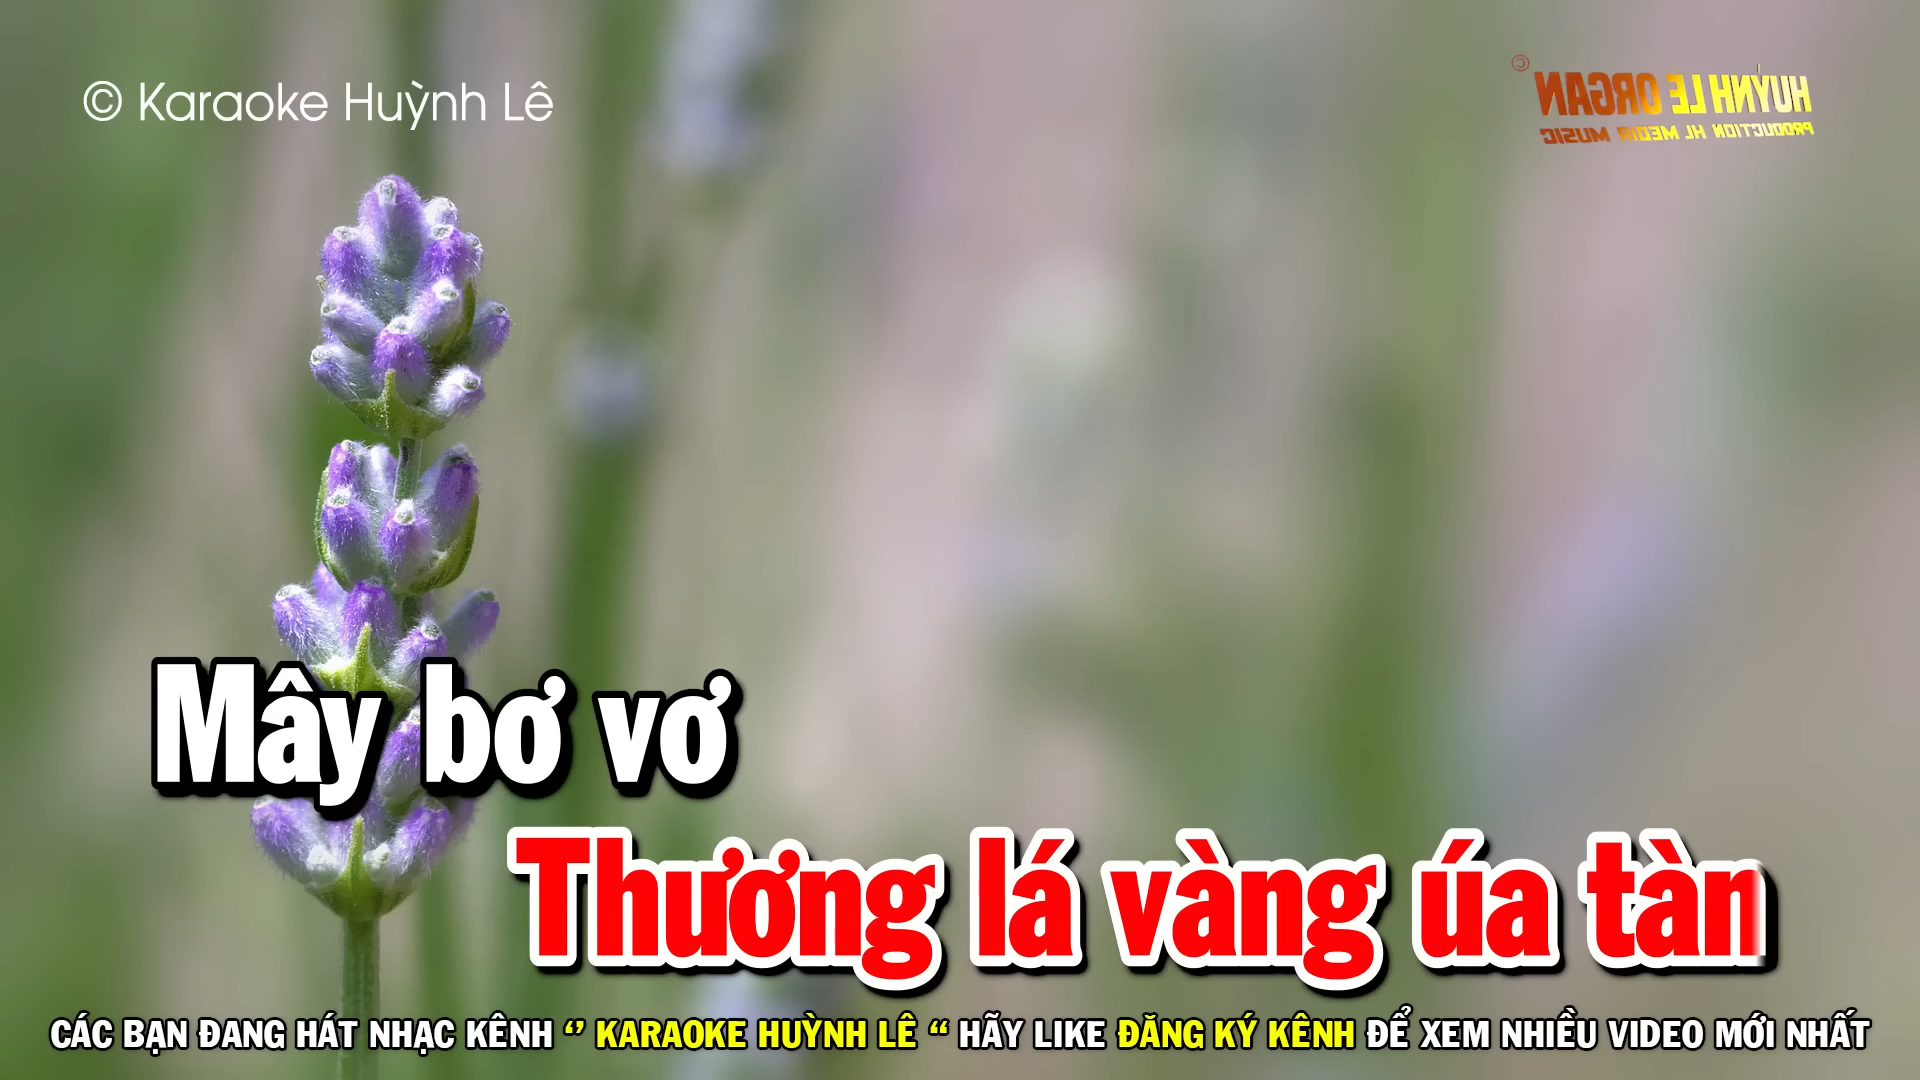 © Karaoke Huỳnh Lê
©
HUỲNH LE ORGAN
PRODUCTION HL MEDIA MUSIC
Mây bơ vơ
Thương lá vàng úa tàn
CÁC BẠN ĐANG HÁT NHẠC KÊNH ‘’ KARAOKE HUỲNH LÊ “ HÃY LIKE ĐĂNG KÝ KÊNH ĐỂ XEM NHIỀU VIDEO MỚI NHẤT